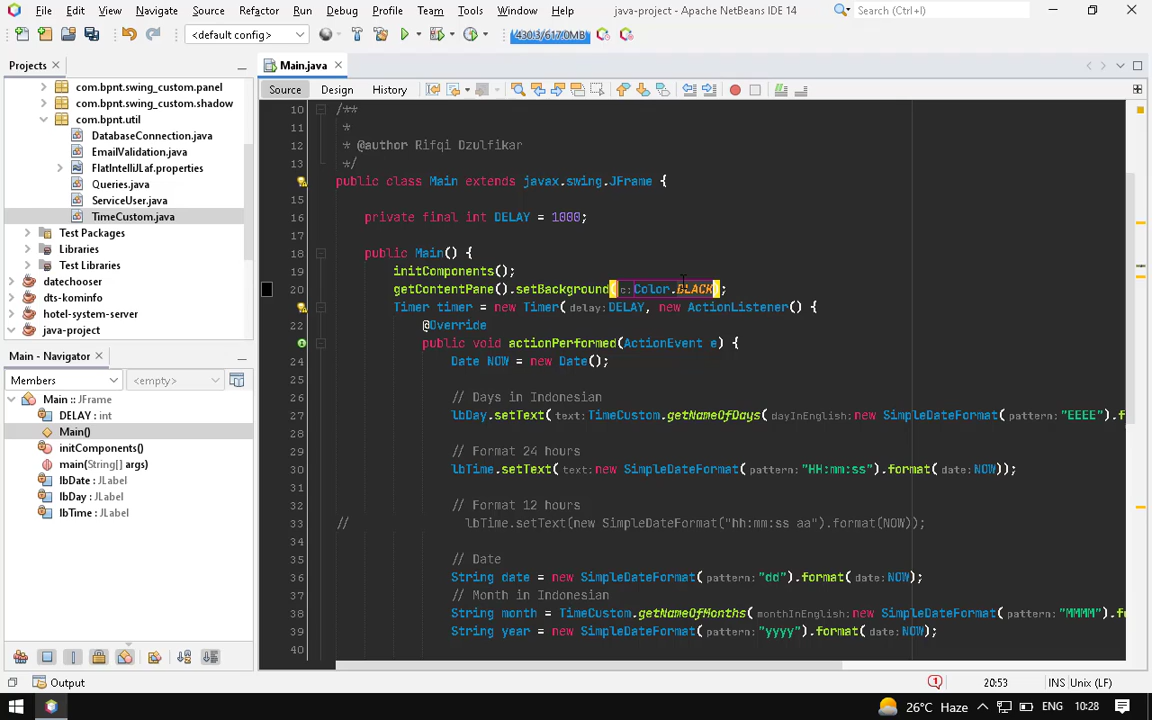 File Edit View Navigate Source Refactor Run Debug Profile Team Tools Window Help java-project - Apache NetBeans IDE 14 Search (Ctrl+I)
<default config> 430.3/617.0MB
Projects
com.bpnt.swing_custom.panel
com.bpnt.swing_custom.shadow
com.bpnt.util
DatabaseConnection.java
EmailValidation.java
FlatIntelliJLaf.properties
Queries.java
ServiceUser.java
TimeCustom.java
Test Packages
Libraries
Test Libraries
datechooser
dts-kominfo
hotel-system-server
java-project
Main - Navigator
Members <empty>
Main :: JFrame
DELAY : int
Main()
initComponents()
main(String[] args)
lbDate : JLabel
lbDay : JLabel
lbTime : JLabel
Main.java
Source Design History
10 /**
11 *
12 * @author Rifqi Dzulfikar
13 */
public class Main extends javax.swing.JFrame {
15
16 private final int DELAY = 1000;
17
18 public Main() {
19 initComponents();
20 getContentPane().setBackground( c: Color.BLACK);
Timer timer = new Timer( delay: DELAY, new ActionListener() {
22 @Override
public void actionPerformed(ActionEvent e) {
24 Date NOW = new Date();
25
26 // Days in Indonesian
27 lbDay.setText( text: TimeCustom.getNameOfDays( dayInEnglish: new SimpleDateFormat( pattern: "EEEE").f
28
29 // Format 24 hours
30 lbTime.setText( text: new SimpleDateFormat( pattern: "HH:mm:ss").format( date: NOW));
31
32 // Format 12 hours
33 // lbTime.setText(new SimpleDateFormat("hh:mm:ss aa").format(NOW));
34
35 // Date
36 String date = new SimpleDateFormat( pattern: "dd").format( date: NOW);
37 // Month in Indonesian
38 String month = TimeCustom.getNameOfMonths( monthInEnglish: new SimpleDateFormat( pattern: "MMMM").f
39 String year = new SimpleDateFormat( pattern: "yyyy").format( date: NOW);
40
Output 1 20:53 INS Unix (LF)
26°C Haze ENG 10:28